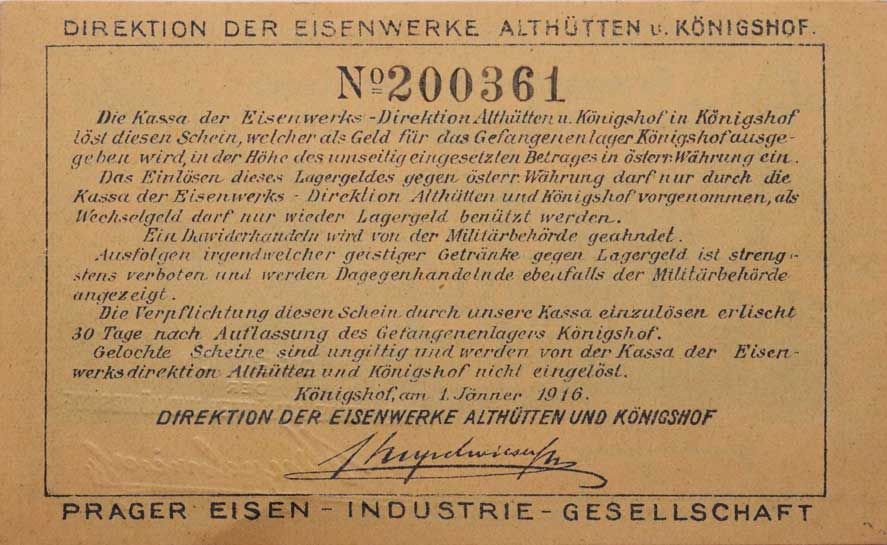 DIREKTION DER EISENWERKE ALTHÜTTEN u. KÖNIGSHOF.
No 200361
Die Kassa der Eisenwerks-Direktion Althütten u. Königshof in Königshof
löst diesen Schein, welcher als Geld für das Gefangenenlager Königshof ausge-
geben wird, in der Höhe des umseitig eingesetzten Betrages in österr. Währung ein.
Das Einlösen dieses Lagergeldes gegen österr. Währung darf nur durch die
Kassa der Eisenwerks-Direktion Althütten und Königshof vorgenommen, als
Wechselgeld darf nur wieder Lagergeld benützt werden.
Ein Dawiderhandeln wird von der Militärbehörde geahndet.
Ausfolgen irgendwelcher geistiger Getränke gegen Lagergeld ist streng-
stens verboten und werden Dagegenhandelnde ebenfalls der Militärbehörde
angezeigt.
Die Verpflichtung diesen Schein durch unsere Kassa einzulösen erlischt
30 Tage nach Auflassung des Gefangenenlagers Königshof.
Gelochte Scheine sind ungiltig und werden von der Kassa der Eisen-
werksdirektion Althütten und Königshof nicht eingelöst.
Königshof, am 1. Jänner 1916.
DIREKTION DER EISENWERKE ALTHÜTTEN UND KÖNIGSHOF
PRAGER EISEN-INDUSTRIE-GESELLSCHAFT